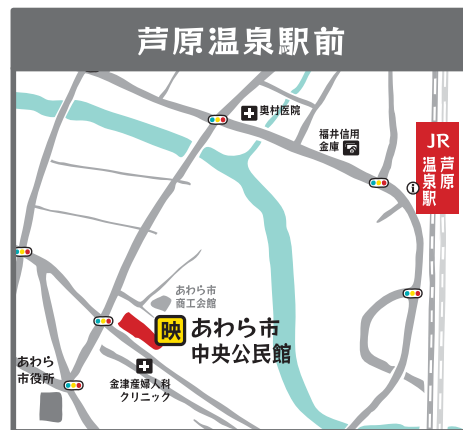 芦原温泉駅前
奥村医院
福井信用
金庫
JR
芦原
温泉駅
i
あわら市
商工会館
映
あわら市
中央公民館
あわら
市役所
金津産婦人科
クリニック